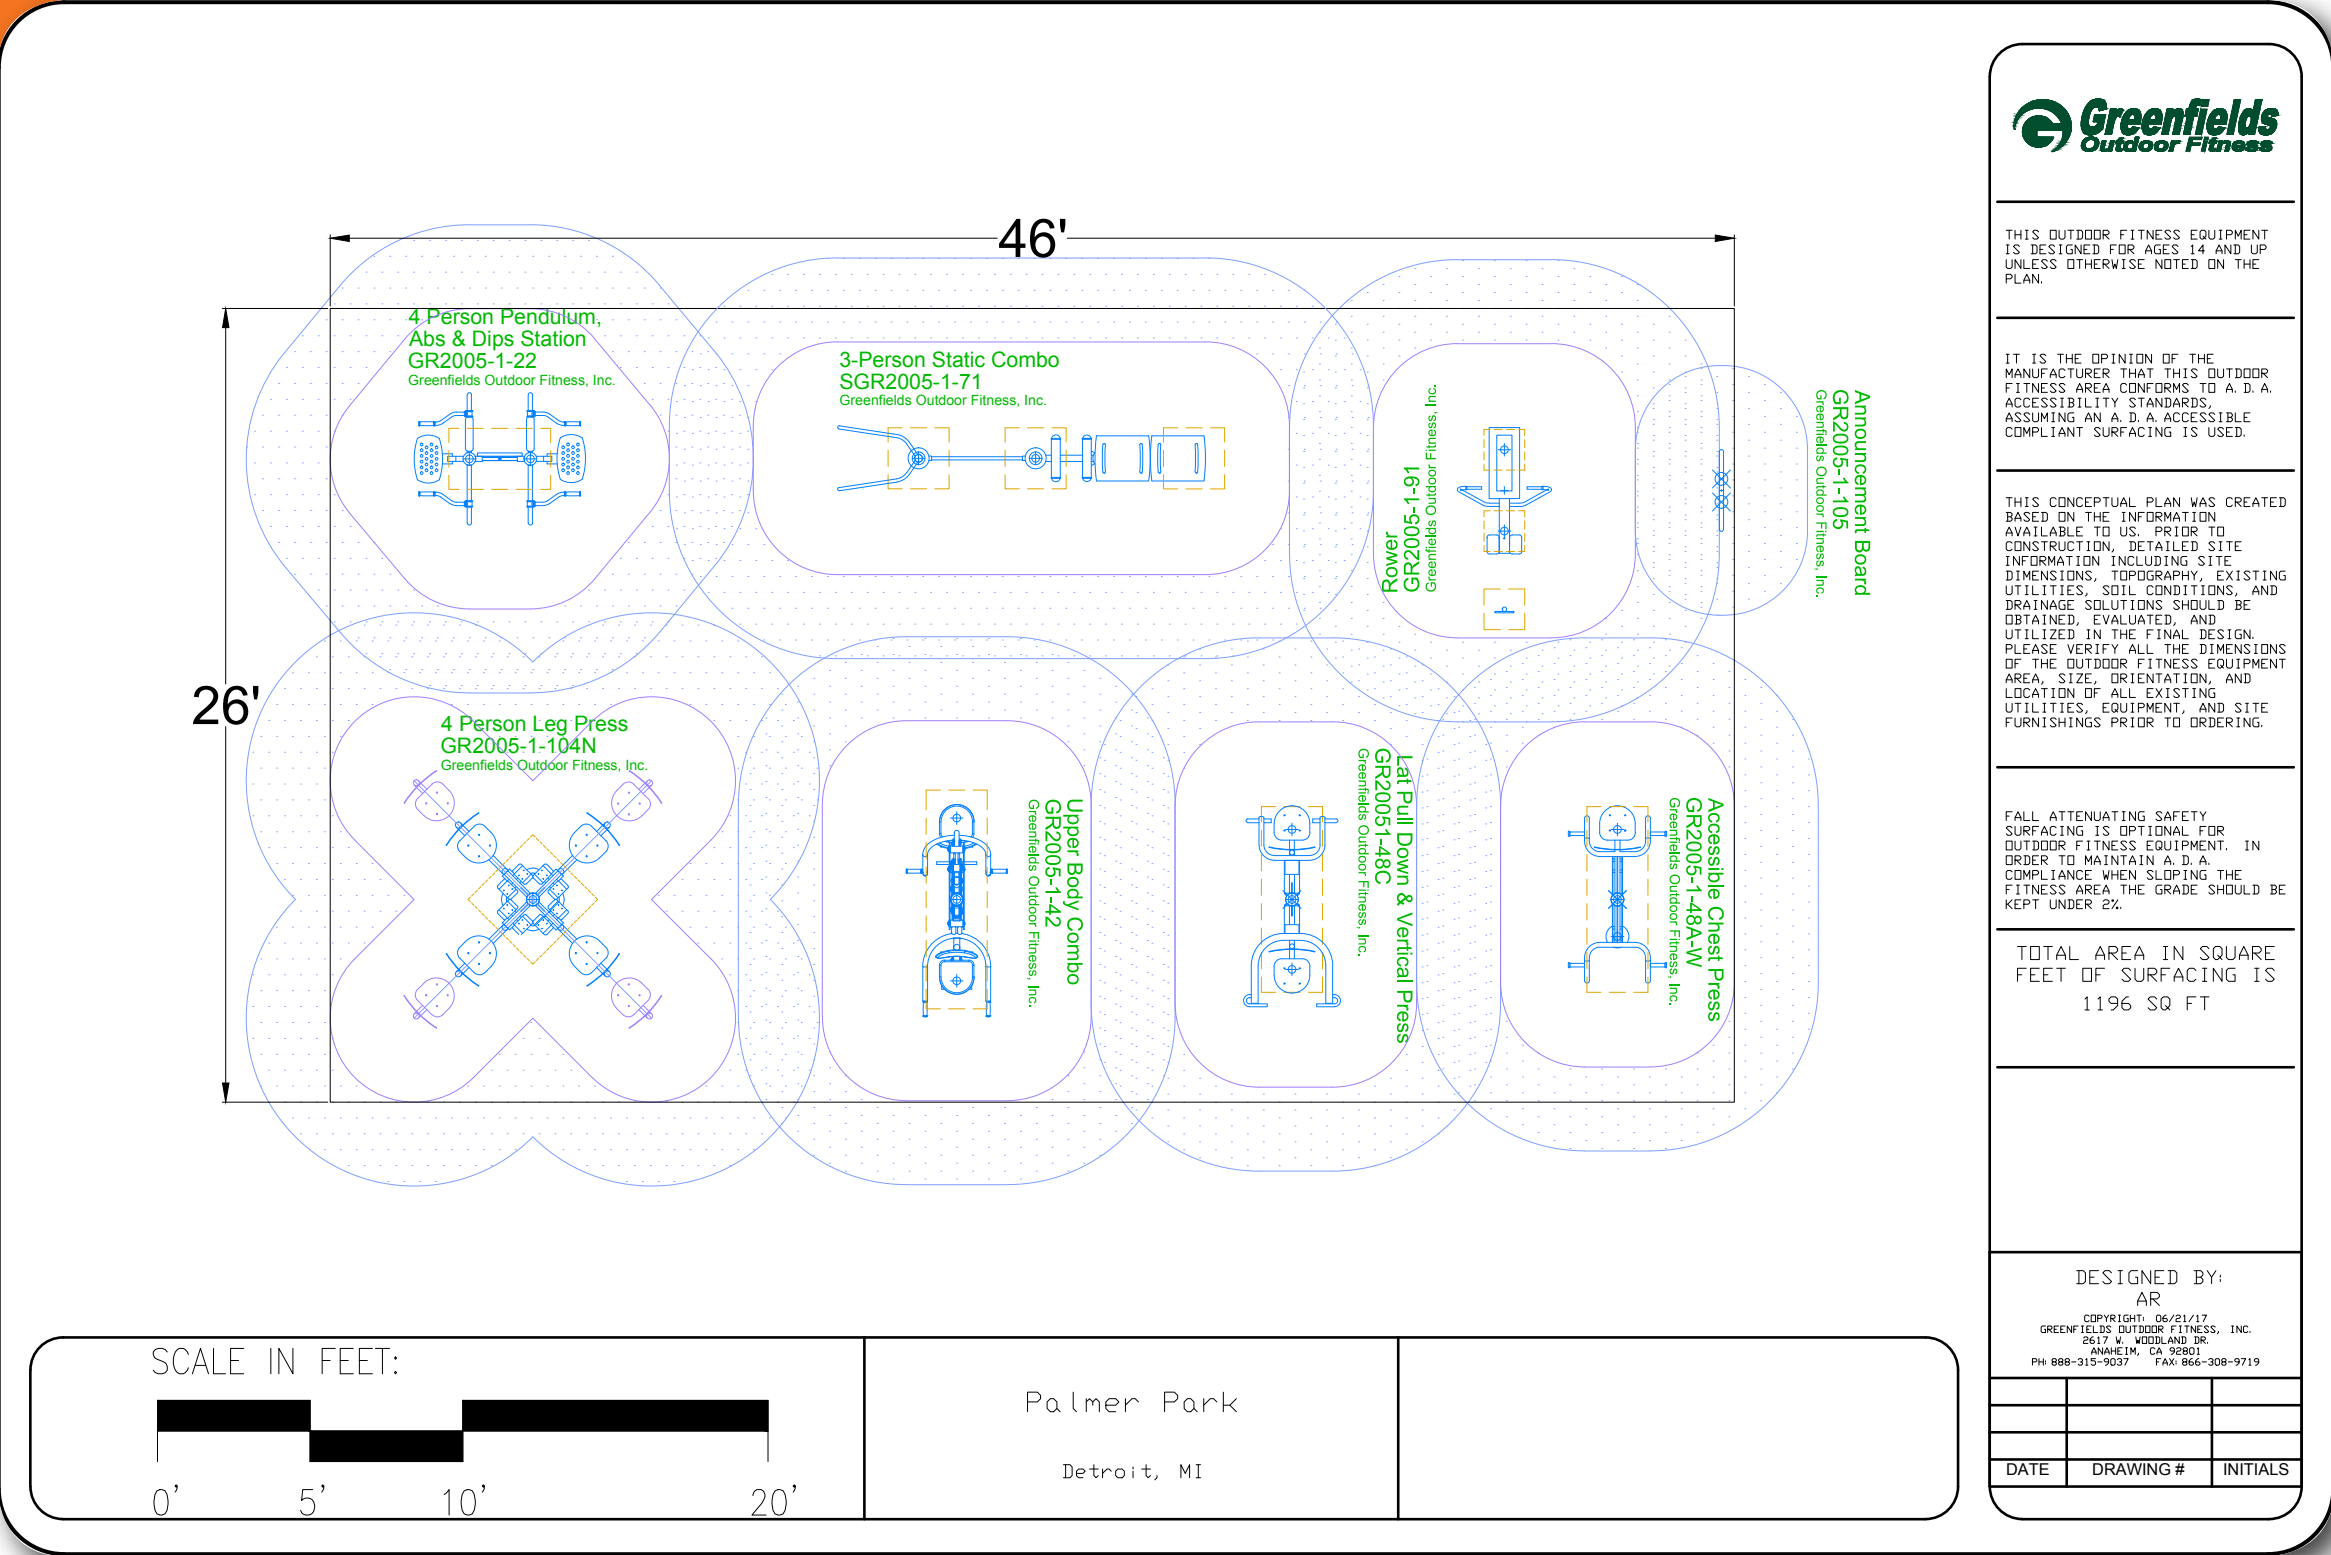 46'
26'
4 Person Pendulum,
Abs & Dips Station
GR2005-1-22
Greenfields Outdoor Fitness, Inc.
3-Person Static Combo
SGR2005-1-71
Greenfields Outdoor Fitness, Inc.
Rower
GR2005-1-91
Greenfields Outdoor Fitness, Inc.
Announcement Board
GR2005-1-105
Greenfields Outdoor Fitness, Inc.
4 Person Leg Press
GR2005-1-104N
Greenfields Outdoor Fitness, Inc.
Upper Body Combo
GR2005-1-42
Greenfields Outdoor Fitness, Inc.
Lat Pull Down & Vertical Press
GR20051-48C
Greenfields Outdoor Fitness, Inc.
Accessible Chest Press
GR2005-1-48A-W
Greenfields Outdoor Fitness, Inc.
SCALE IN FEET:
0' 5' 10' 20'
Palmer Park
Detroit, MI
Greenfields
Outdoor Fitness
THIS OUTDOOR FITNESS EQUIPMENT
IS DESIGNED FOR AGES 14 AND UP
UNLESS OTHERWISE NOTED ON THE
PLAN.
IT IS THE OPINION OF THE
MANUFACTURER THAT THIS OUTDOOR
FITNESS AREA CONFORMS TO A.D.A.
ACCESSIBILITY STANDARDS,
ASSUMING AN A.D.A. ACCESSIBLE
COMPLIANT SURFACING IS USED.
THIS CONCEPTUAL PLAN WAS CREATED
BASED ON THE INFORMATION
AVAILABLE TO US. PRIOR TO
CONSTRUCTION, DETAILED SITE
INFORMATION INCLUDING SITE
DIMENSIONS, TOPOGRAPHY, EXISTING
UTILITIES, SOIL CONDITIONS, AND
DRAINAGE SOLUTIONS SHOULD BE
OBTAINED, EVALUATED, AND
UTILIZED IN THE FINAL DESIGN.
PLEASE VERIFY ALL THE DIMENSIONS
OF THE OUTDOOR FITNESS EQUIPMENT
AREA, SIZE, ORIENTATION, AND
LOCATION OF ALL EXISTING
UTILITIES, EQUIPMENT, AND SITE
FURNISHINGS PRIOR TO ORDERING.
FALL ATTENUATING SAFETY
SURFACING IS OPTIONAL FOR
OUTDOOR FITNESS EQUIPMENT. IN
ORDER TO MAINTAIN A.D.A.
COMPLIANCE WHEN SLOPING THE
FITNESS AREA THE GRADE SHOULD BE
KEPT UNDER 2%.
TOTAL AREA IN SQUARE
FEET OF SURFACING IS
1196 SQ FT
DESIGNED BY:
AR
COPYRIGHT: 06/21/17
GREENFIELDS OUTDOOR FITNESS, INC.
2617 W. WOODLAND DR.
ANAHEIM, CA 92801
PH: 888-315-9037 FAX: 866-308-9719
DATE DRAWING # INITIALS